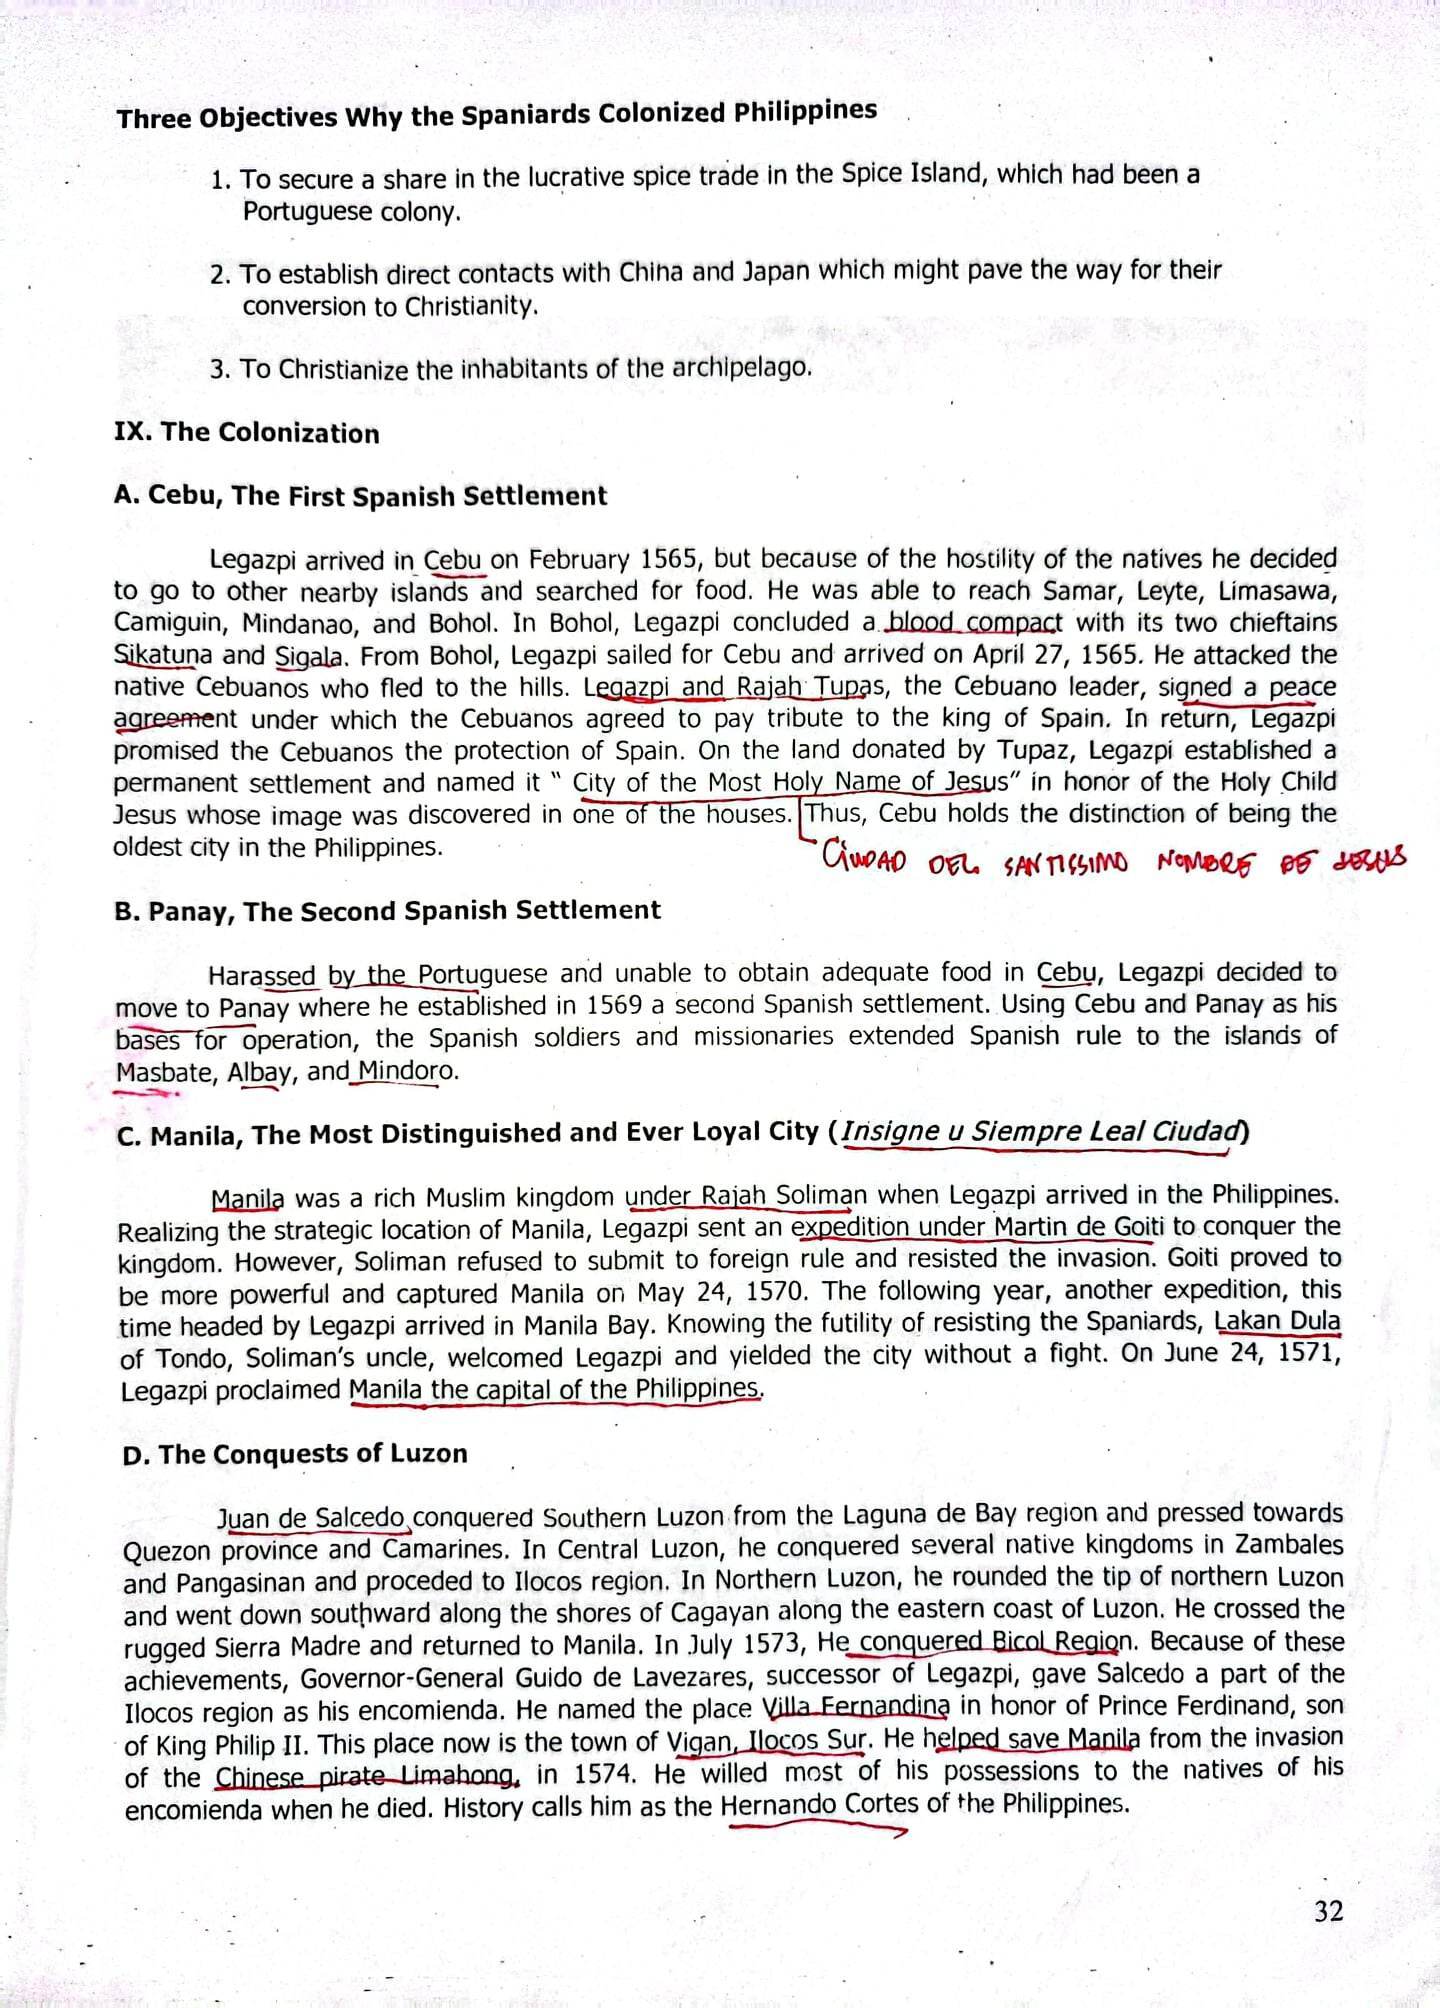 Three Objectives Why the Spaniards Colonized Philippines
1. To secure a share in the lucrative spice trade in the Spice Island, which had been a
Portuguese colony.
2. To establish direct contacts with China and Japan which might pave the way for their
conversion to Christianity.
3. To Christianize the inhabitants of the archipelago.
IX. The Colonization
A. Cebu, The First Spanish Settlement
Legazpi arrived in Cebu on February 1565, but because of the hostility of the natives he decided
to go to other nearby islands and searched for food. He was able to reach Samar, Leyte, Limasawa,
Camiguin, Mindanao, and Bohol. In Bohol, Legazpi concluded a blood compact with its two chieftains
Sikatuna and Sigala. From Bohol, Legazpi sailed for Cebu and arrived on April 27, 1565. He attacked the
native Cebuanos who fled to the hills. Legazpi and Rajah Tupas, the Cebuano leader, signed a peace
agreement under which the Cebuanos agreed to pay tribute to the king of Spain. In return, Legazpi
promised the Cebuanos the protection of Spain. On the land donated by Tupaz, Legazpi established a
permanent settlement and named it " City of the Most Holy Name of Jesus" in honor of the Holy Child
Jesus whose image was discovered in one of the houses. Thus, Cebu holds the distinction of being the
oldest city in the Philippines.
CIUDAD DEL SANTISSIMO NOMBRE DE JESUS
B. Panay, The Second Spanish Settlement
Harassed by the Portuguese and unable to obtain adequate food in Cebu, Legazpi decided to
move to Panay where he established in 1569 a second Spanish settlement. Using Cebu and Panay as his
bases for operation, the Spanish soldiers and missionaries extended Spanish rule to the islands of
Masbate, Albay, and Mindoro.
C. Manila, The Most Distinguished and Ever Loyal City (Insigne u Siempre Leal Ciudad)
Manila was a rich Muslim kingdom under Rajah Soliman when Legazpi arrived in the Philippines.
Realizing the strategic location of Manila, Legazpi sent an expedition under Martin de Goiti to conquer the
kingdom. However, Soliman refused to submit to foreign rule and resisted the invasion. Goiti proved to
be more powerful and captured Manila on May 24, 1570. The following year, another expedition, this
time headed by Legazpi arrived in Manila Bay. Knowing the futility of resisting the Spaniards, Lakan Dula
of Tondo, Soliman's uncle, welcomed Legazpi and yielded the city without a fight. On June 24, 1571,
Legazpi proclaimed Manila the capital of the Philippines.
D. The Conquests of Luzon
Juan de Salcedo conquered Southern Luzon from the Laguna de Bay region and pressed towards
Quezon province and Camarines. In Central Luzon, he conquered several native kingdoms in Zambales
and Pangasinan and proceded to Ilocos region. In Northern Luzon, he rounded the tip of northern Luzon
and went down southward along the shores of Cagayan along the eastern coast of Luzon. He crossed the
rugged Sierra Madre and returned to Manila. In July 1573, He conquered Bicol Region. Because of these
achievements, Governor-General Guido de Lavezares, successor of Legazpi, gave Salcedo a part of the
Ilocos region as his encomienda. He named the place Villa Fernandina in honor of Prince Ferdinand, son
of King Philip II. This place now is the town of Vigan, Ilocos Sur. He helped save Manila from the invasion
of the Chinese pirate Limahong, in 1574. He willed most of his possessions to the natives of his
encomienda when he died. History calls him as the Hernando Cortes of the Philippines.
32